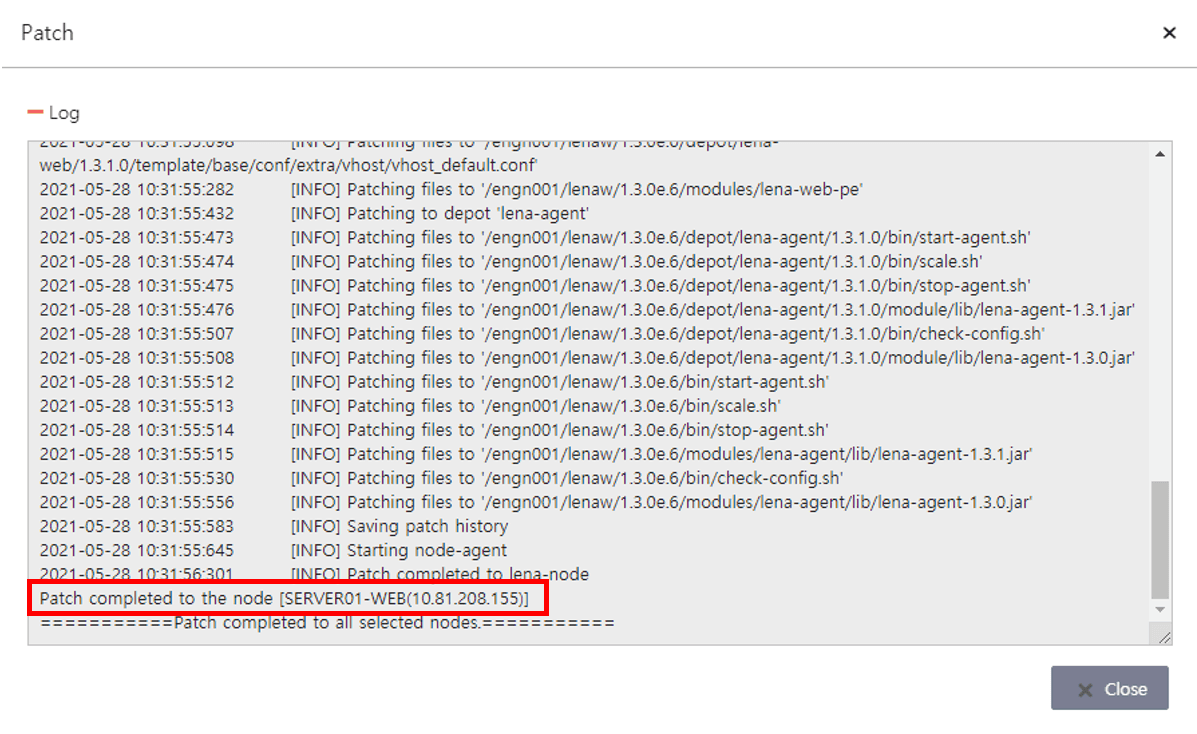 Patch
Log
2021-05-28 10:31:55:098 [INFO] Patching files to '/engn001/lenaw/1.3.0e.6/depot/lena-
web/1.3.1.0/template/base/conf/extra/vhost/vhost_default.conf'
2021-05-28 10:31:55:282 [INFO] Patching files to '/engn001/lenaw/1.3.0e.6/modules/lena-web-pe'
2021-05-28 10:31:55:432 [INFO] Patching to depot 'lena-agent'
2021-05-28 10:31:55:473 [INFO] Patching files to '/engn001/lenaw/1.3.0e.6/depot/lena-agent/1.3.1.0/bin/start-agent.sh'
2021-05-28 10:31:55:474 [INFO] Patching files to '/engn001/lenaw/1.3.0e.6/depot/lena-agent/1.3.1.0/bin/scale.sh'
2021-05-28 10:31:55:475 [INFO] Patching files to '/engn001/lenaw/1.3.0e.6/depot/lena-agent/1.3.1.0/bin/stop-agent.sh'
2021-05-28 10:31:55:476 [INFO] Patching files to '/engn001/lenaw/1.3.0e.6/depot/lena-agent/1.3.1.0/module/lib/lena-agent-1.3.1.jar'
2021-05-28 10:31:55:507 [INFO] Patching files to '/engn001/lenaw/1.3.0e.6/depot/lena-agent/1.3.1.0/bin/check-config.sh'
2021-05-28 10:31:55:508 [INFO] Patching files to '/engn001/lenaw/1.3.0e.6/depot/lena-agent/1.3.1.0/module/lib/lena-agent-1.3.0.jar'
2021-05-28 10:31:55:512 [INFO] Patching files to '/engn001/lenaw/1.3.0e.6/bin/start-agent.sh'
2021-05-28 10:31:55:513 [INFO] Patching files to '/engn001/lenaw/1.3.0e.6/bin/scale.sh'
2021-05-28 10:31:55:514 [INFO] Patching files to '/engn001/lenaw/1.3.0e.6/bin/stop-agent.sh'
2021-05-28 10:31:55:515 [INFO] Patching files to '/engn001/lenaw/1.3.0e.6/modules/lena-agent/lib/lena-agent-1.3.1.jar'
2021-05-28 10:31:55:530 [INFO] Patching files to '/engn001/lenaw/1.3.0e.6/bin/check-config.sh'
2021-05-28 10:31:55:556 [INFO] Patching files to '/engn001/lenaw/1.3.0e.6/modules/lena-agent/lib/lena-agent-1.3.0.jar'
2021-05-28 10:31:55:583 [INFO] Saving patch history
2021-05-28 10:31:55:645 [INFO] Starting node-agent
2021-05-28 10:31:56:301 [INFO] Patch completed to lena-node
Patch completed to the node [SERVER01-WEB(10.81.208.155)]
===========Patch completed to all selected nodes.===========
Close